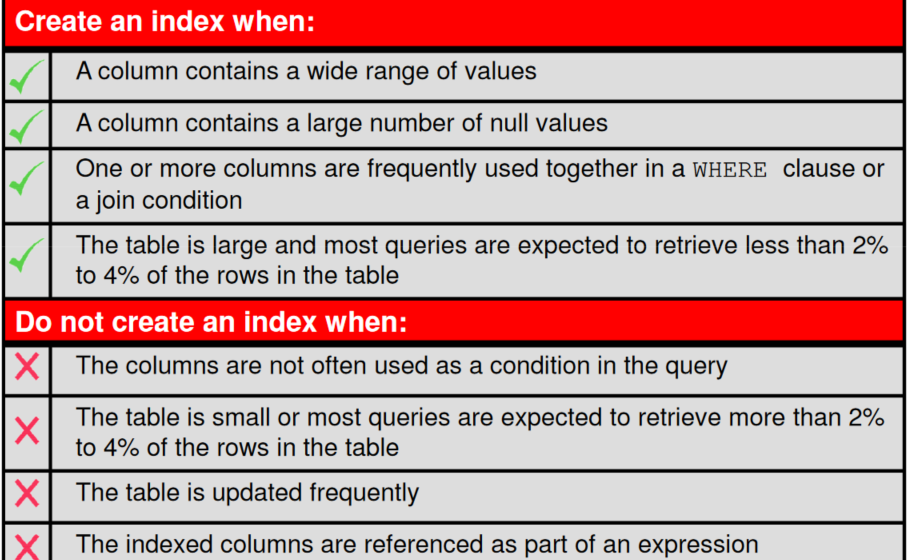 Create an index when:
A column contains a wide range of values
A column contains a large number of null values
One or more columns are frequently used together in a WHERE clause or
a join condition
The table is large and most queries are expected to retrieve less than 2%
to 4% of the rows in the table
Do not create an index when:
The columns are not often used as a condition in the query
The table is small or most queries are expected to retrieve more than 2%
to 4% of the rows in the table
The table is updated frequently
The indexed columns are referenced as part of an expression